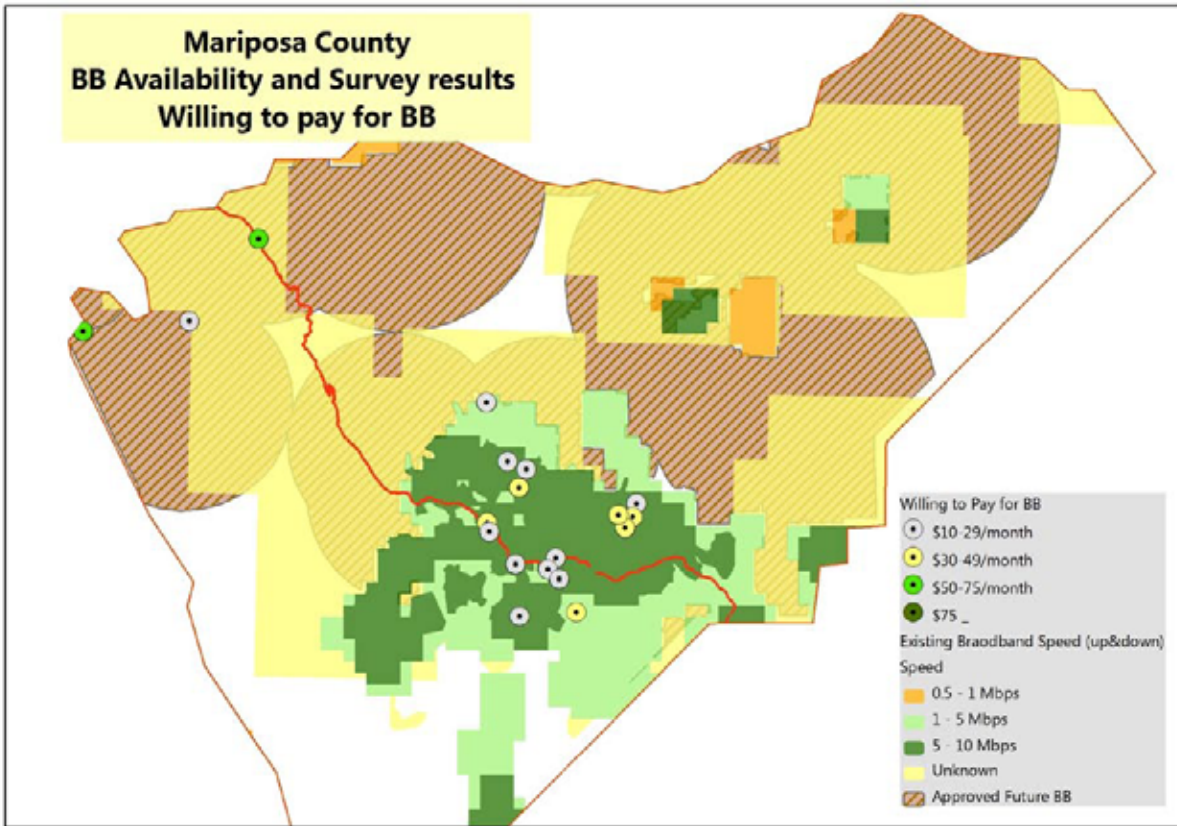 Mariposa County
BB Availability and Survey results
Willing to pay for BB
Willing to Pay for BB
$10-29/month
$30-49/month
$50-75/month
$75 _
Existing Braodband Speed (up&down)
Speed
0.5 - 1 Mbps
1 - 5 Mbps
5 - 10 Mbps
Unknown
Approved Future BB